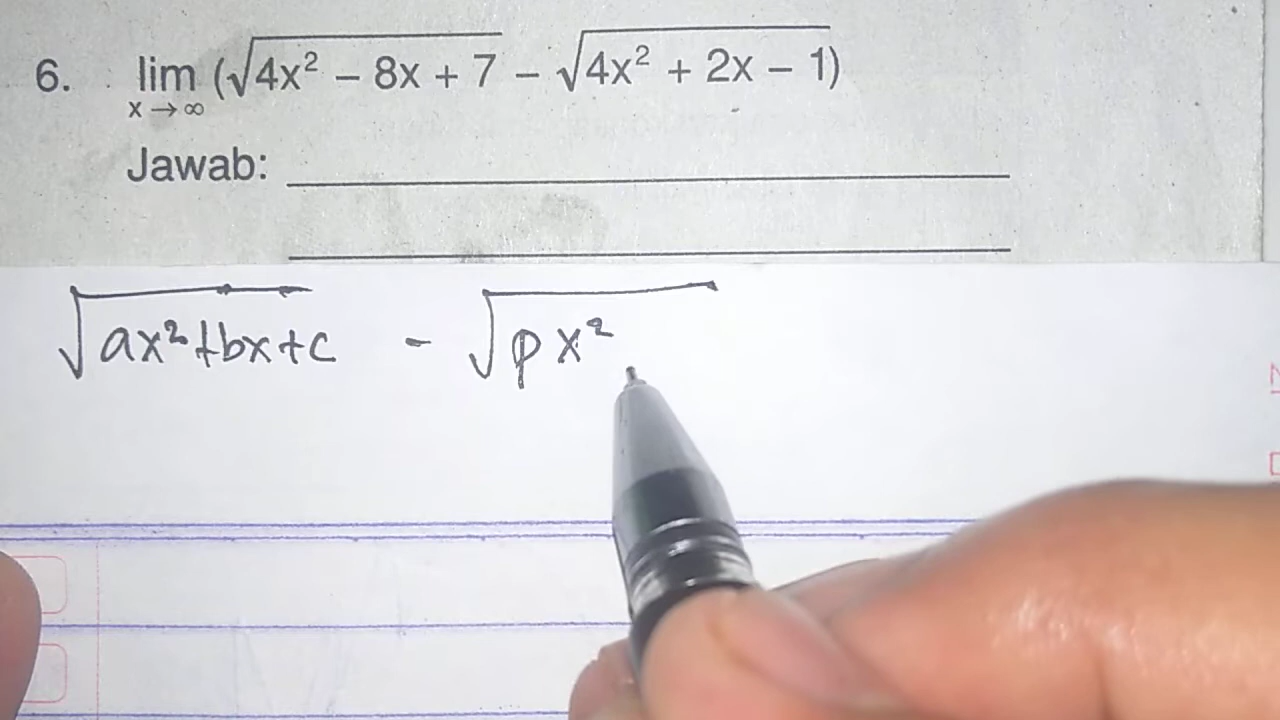 6. lim (√4x² – 8x + 7 – √4x² + 2x – 1)
x → ∞
Jawab:
√ax²+bx+c - √px²